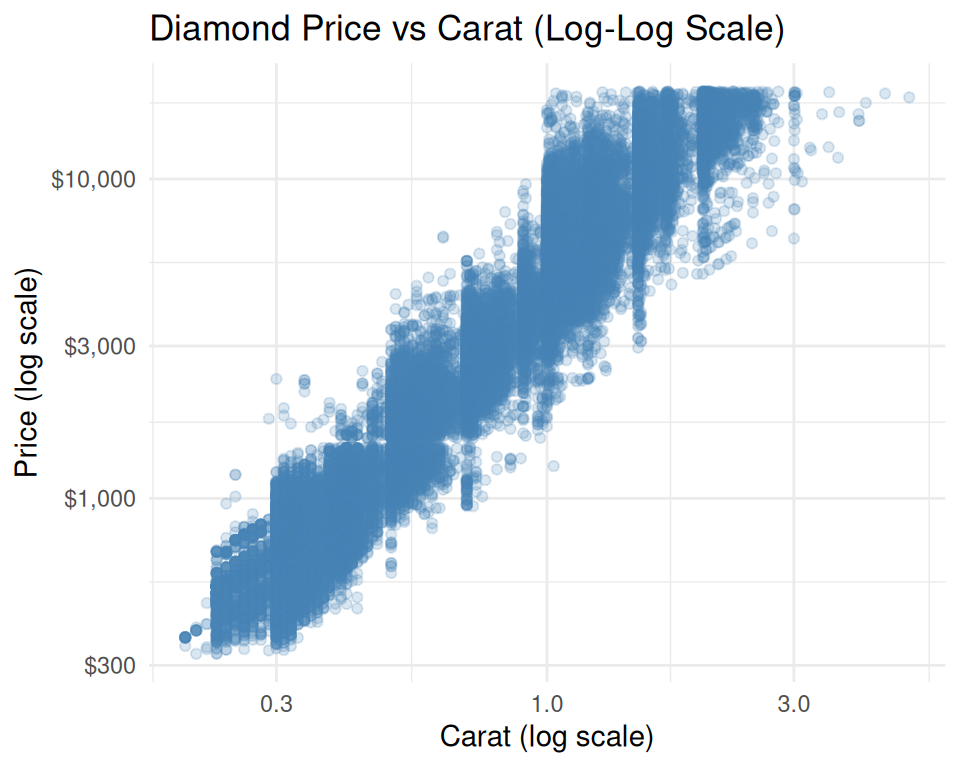 Diamond Price vs Carat (Log-Log Scale)
Price (log scale)
$10,000
$3,000
$1,000
$300
0.3 1.0 3.0
Carat (log scale)